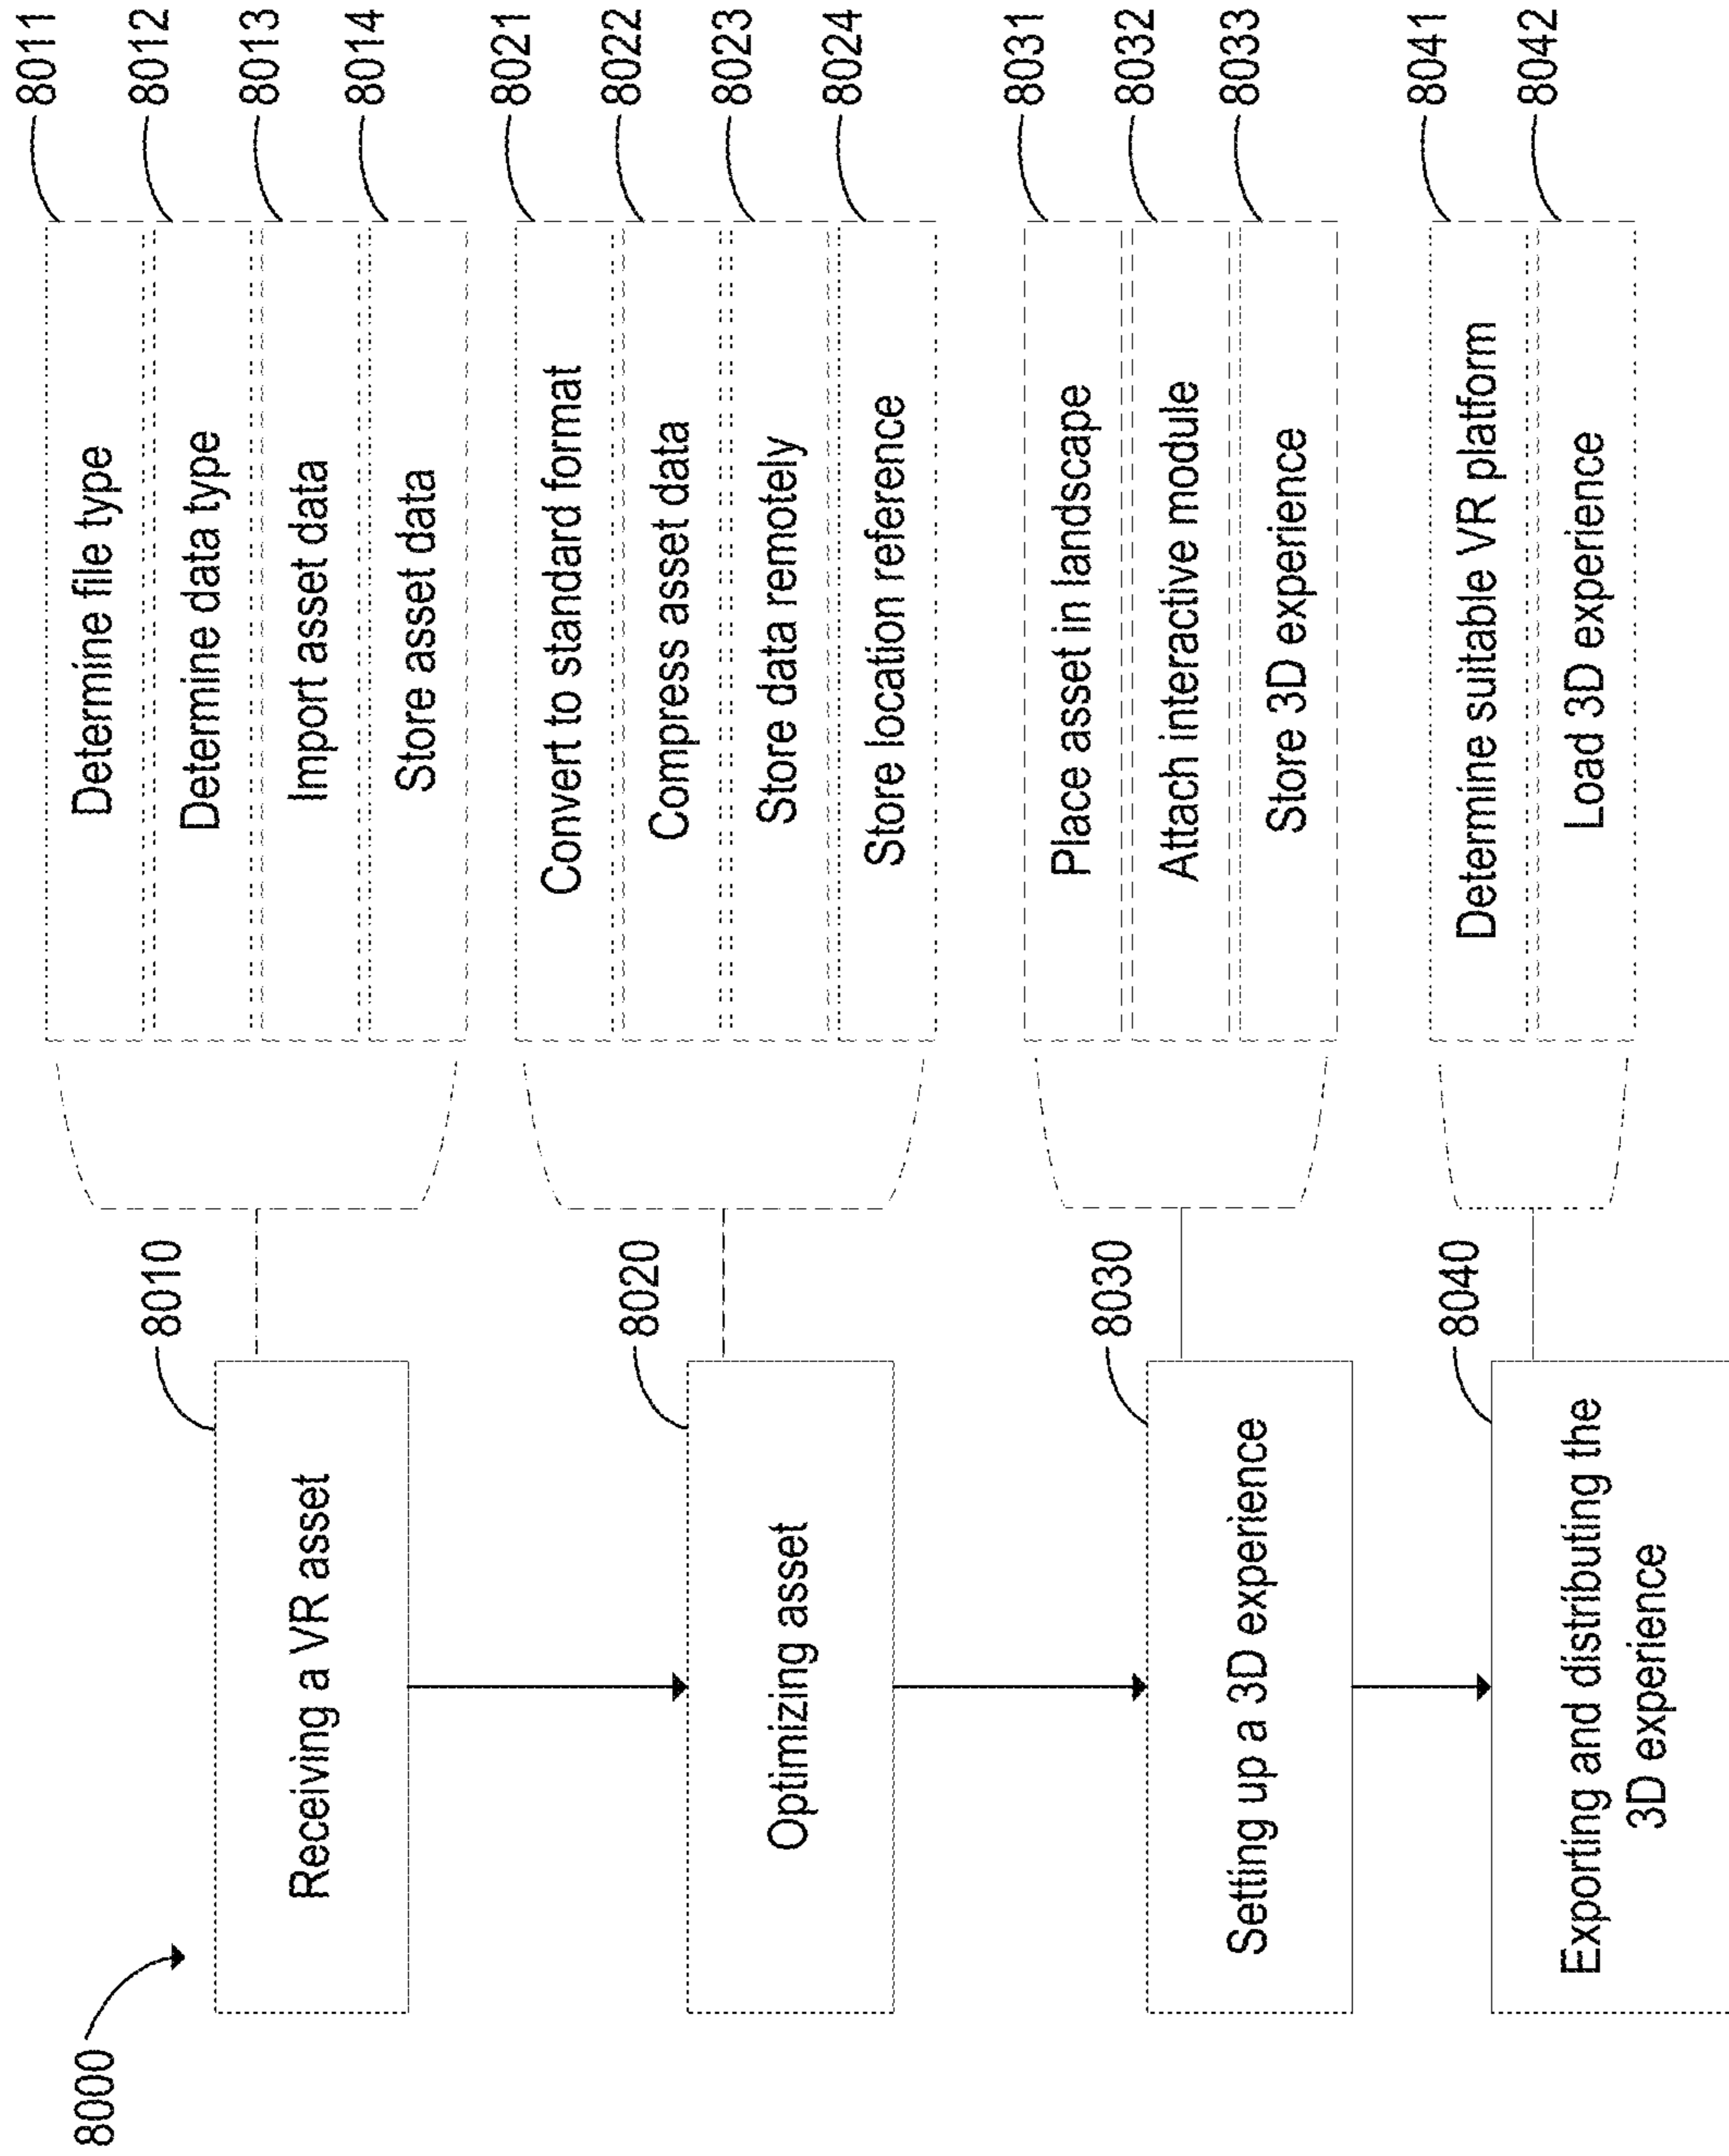 8000
8010
Receiving a VR asset
Determine file type
8011
Determine data type
8012
Import asset data
8013
Store asset data
8014
8020
Optimizing asset
Convert to standard format
8021
Compress asset data
8022
Store data remotely
8023
Store location reference
8024
8030
Setting up a 3D experience
Place asset in landscape
8031
Attach interactive module
8032
Store 3D experience
8033
8040
Exporting and distributing the
3D experience
Determine suitable VR platform
8041
Load 3D experience
8042